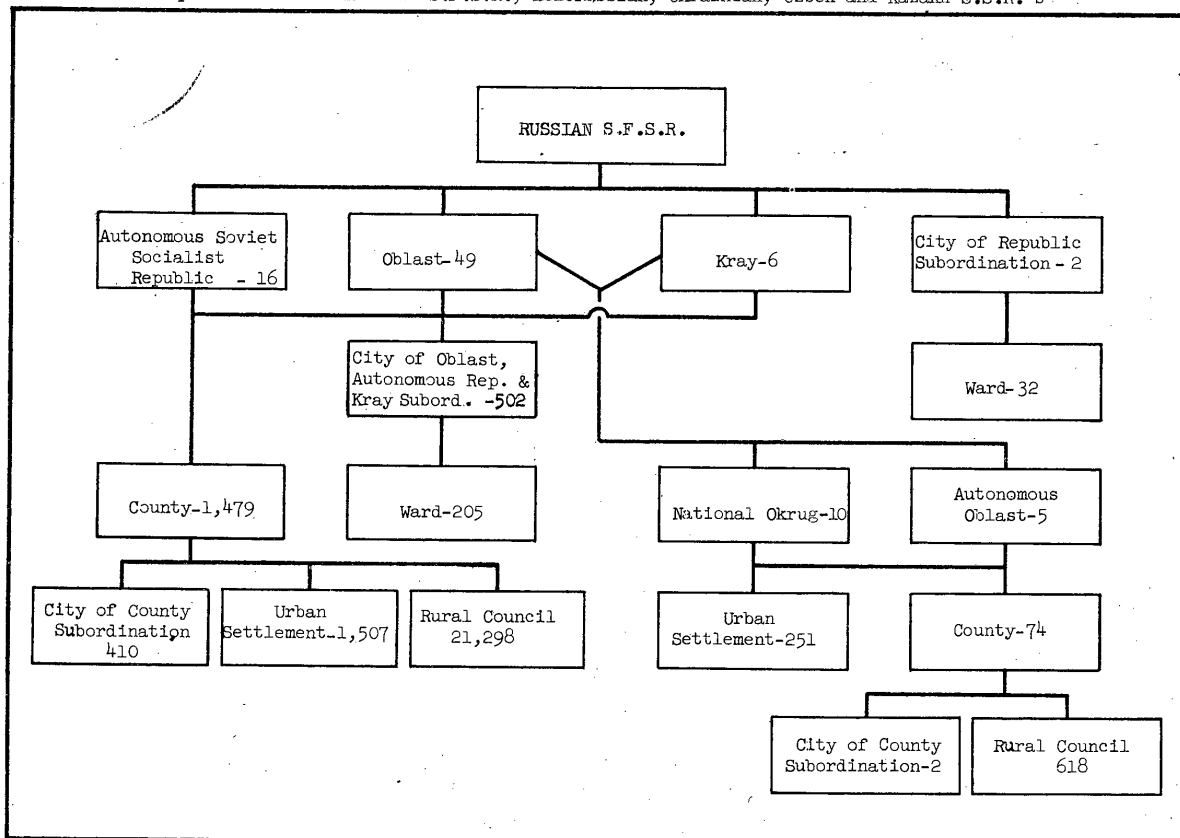 Uzbek and Kazakh S.S.R.'s
RUSSIAN S.F.S.R.
Autonomous Soviet
Socialist
Republic - 16
Oblast-49
Kray-6
City of Republic
Subordination-2
City of Oblast,
Autonomous Rep. &
Kray Subord. -502
Ward-32
County-1,479
Ward-205
National Okrug-10
Autonomous
Oblast-5
City of County
Subordination
410
Urban
Settlement-1,507
Rural Council
21,298
Urban
Settlement-251
County-74
City of County
Subordination-2
Rural Council
618